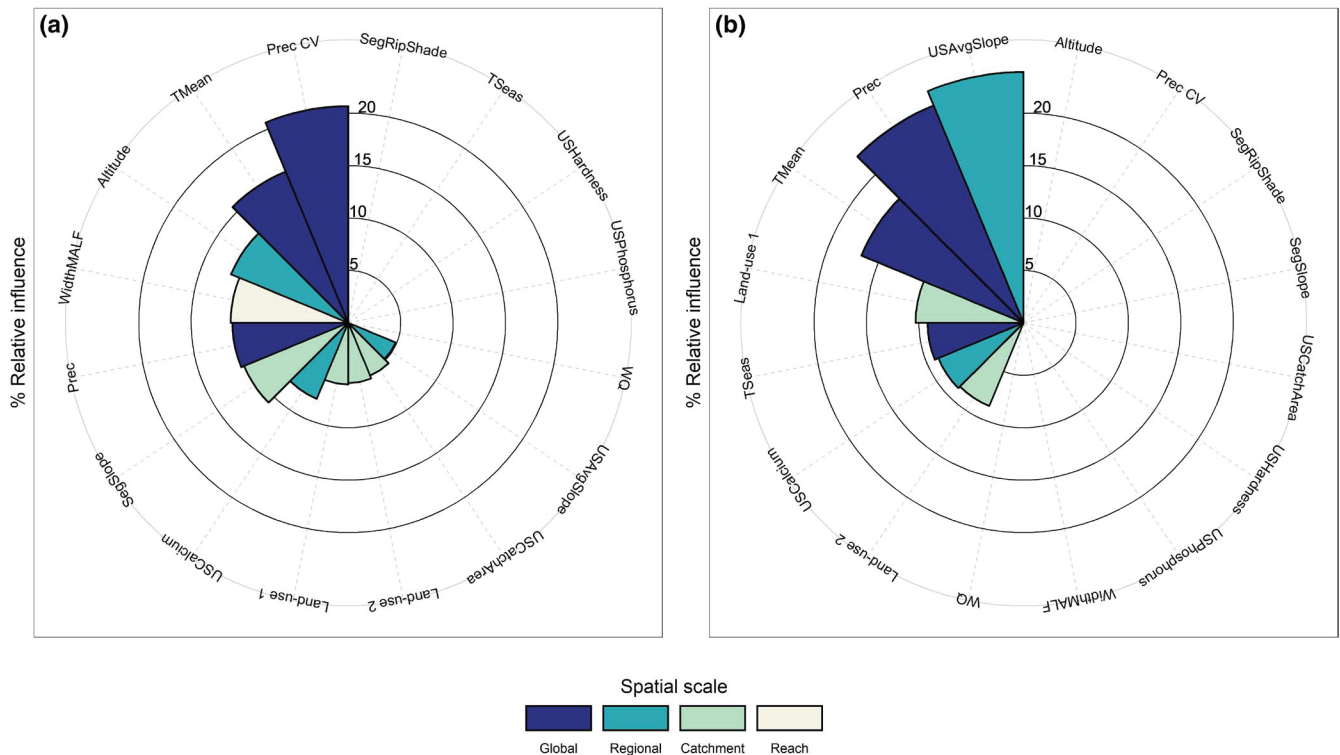 (a)
Prec CV
SegRipShade
TSeas
USHardness
USPhosphorus
WQ
USAvgSlope
USCatchArea
Land-use 2
Land-use 1
USCalcium
SegSlope
Prec
WidthMALF
Altitude
TMean
20
15
10
5
% Relative influence
(b)
USAvgSlope
Altitude
Prec CV
SegRipShade
SegSlope
USCatchArea
USHardness
USPhosphorus
WidthMALF
WQ
Land-use 2
USCalcium
TSeas
Land-use 1
TMean
Prec
20
15
10
5
% Relative influence
Spatial scale
Global
Regional
Catchment
Reach